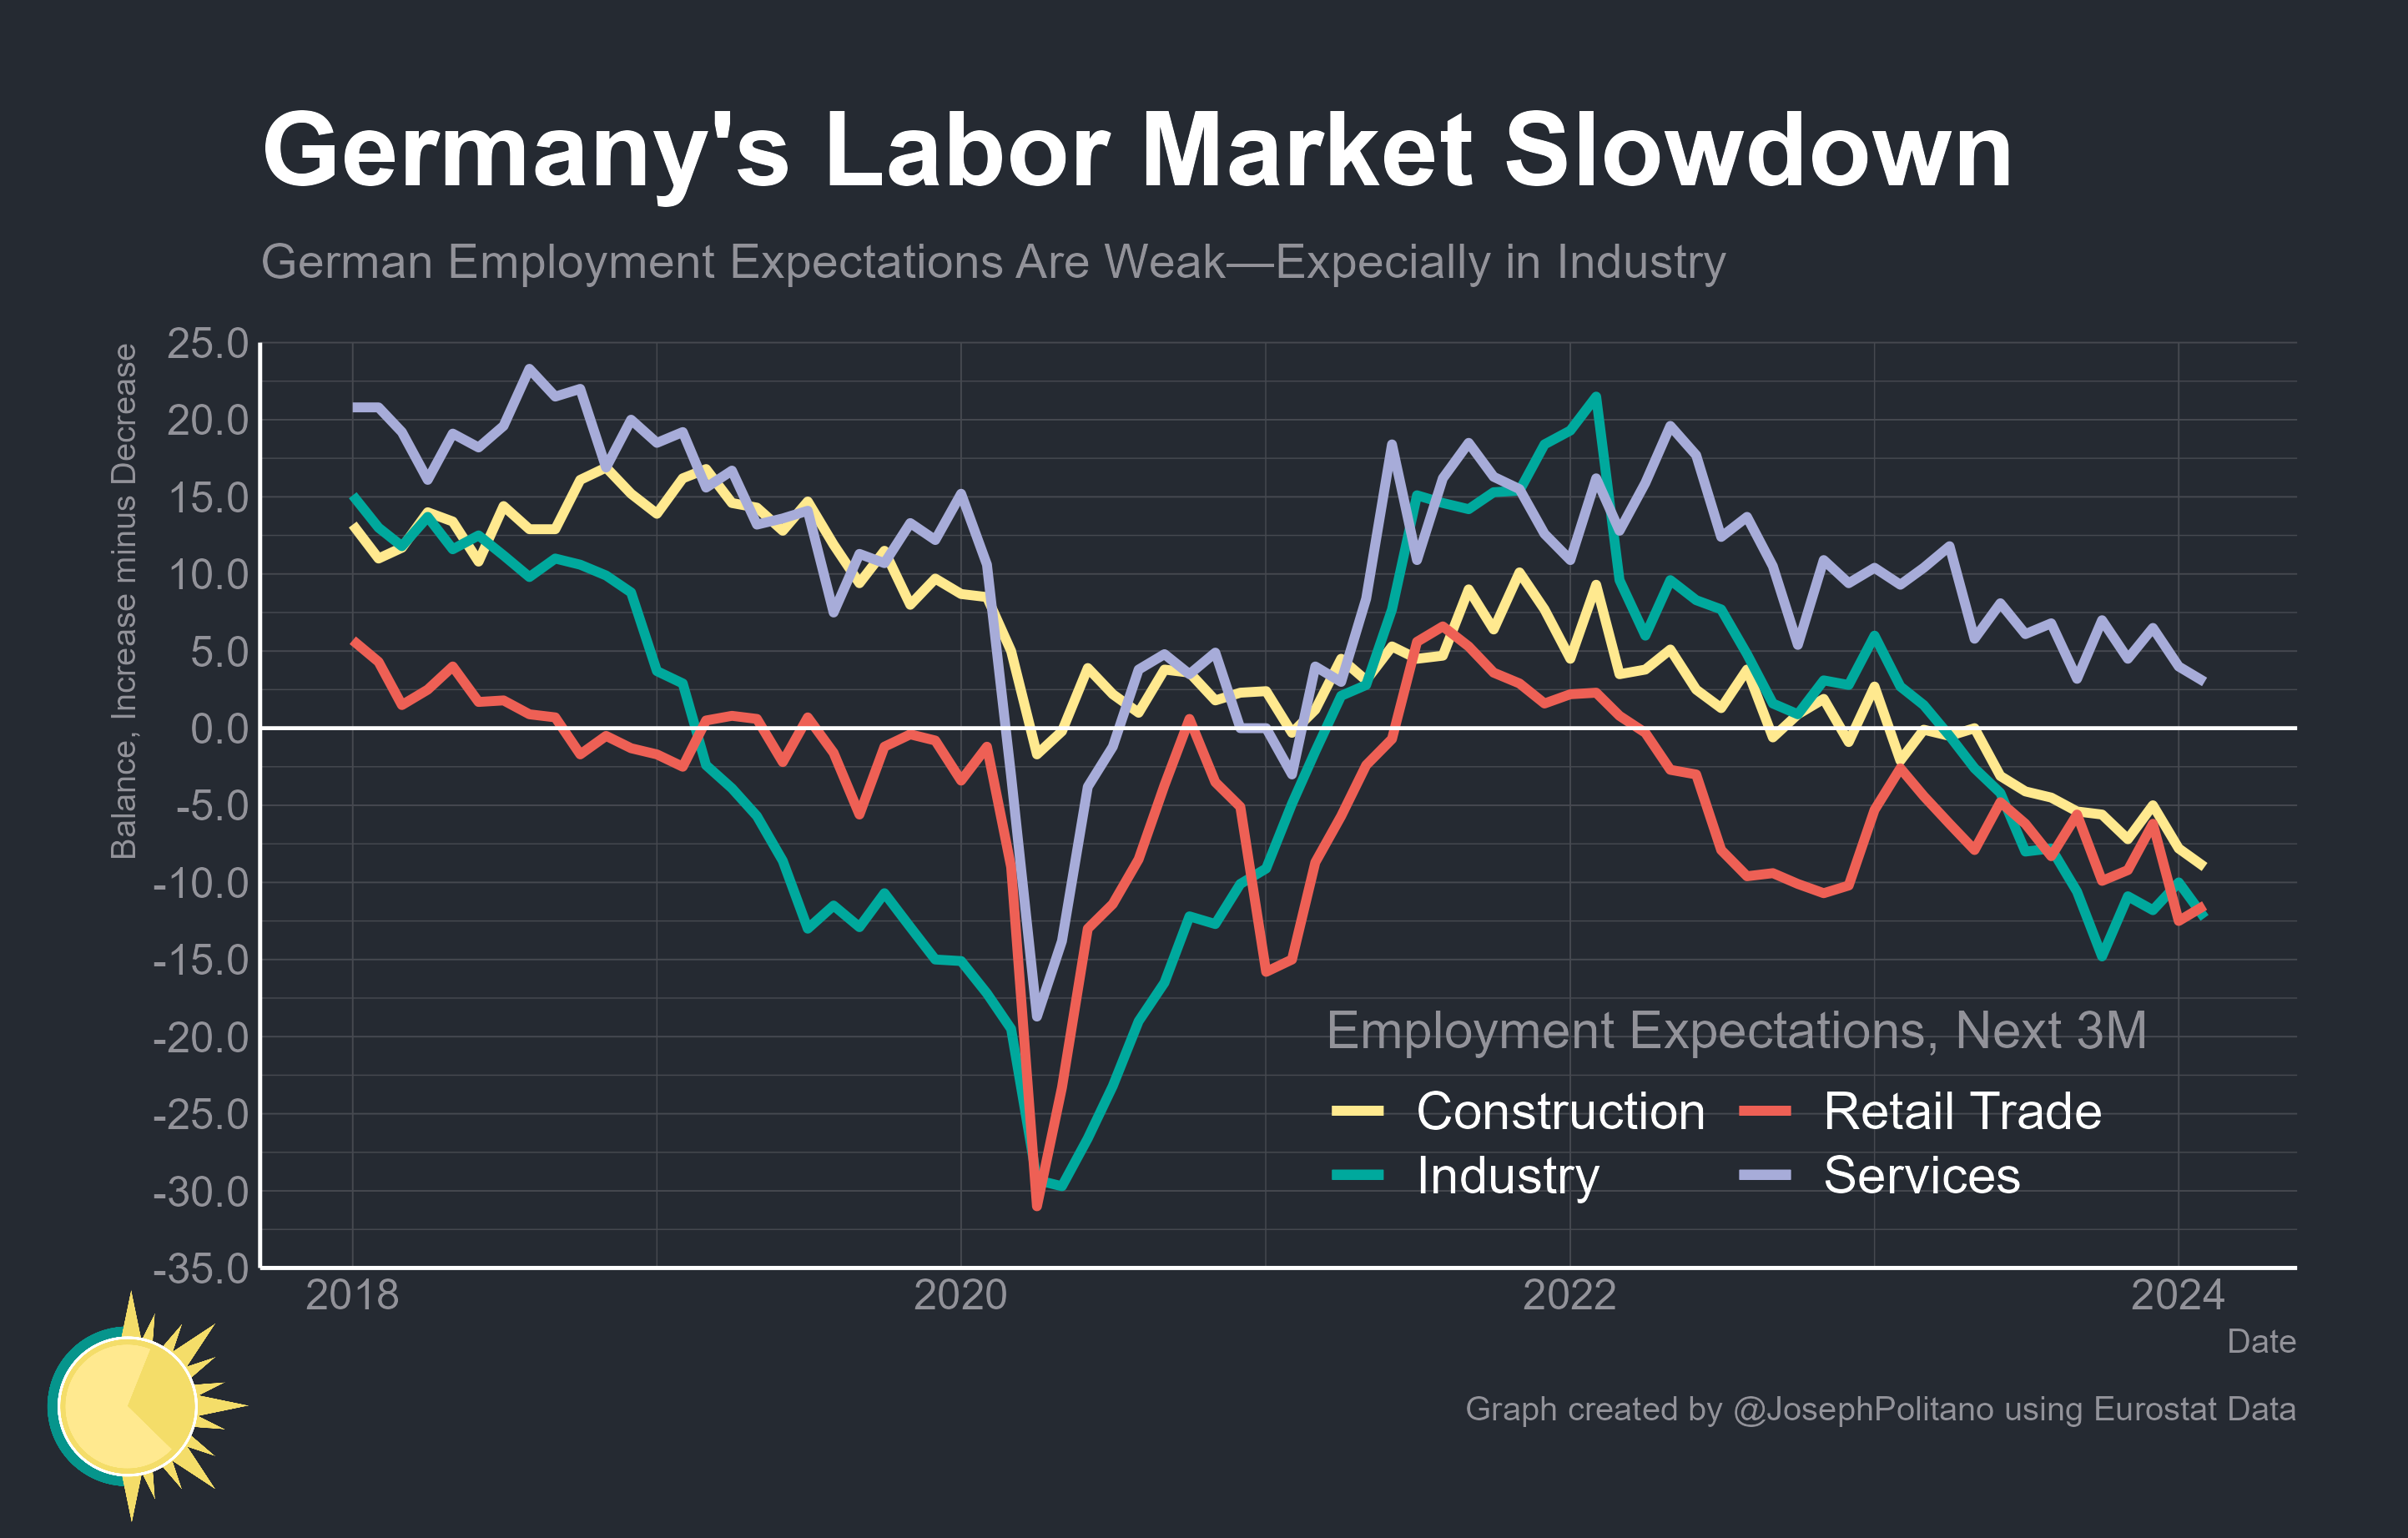 Germany's Labor Market Slowdown
German Employment Expectations Are Weak—Expecially in Industry
Balance, Increase minus Decrease
25.0
20.0
15.0
10.0
5.0
0.0
-5.0
-10.0
-15.0
-20.0
-25.0
-30.0
-35.0
Employment Expectations, Next 3M
Construction
Retail Trade
Industry
Services
2018
2020
2022
2024
Date
Graph created by @JosephPolitano using Eurostat Data